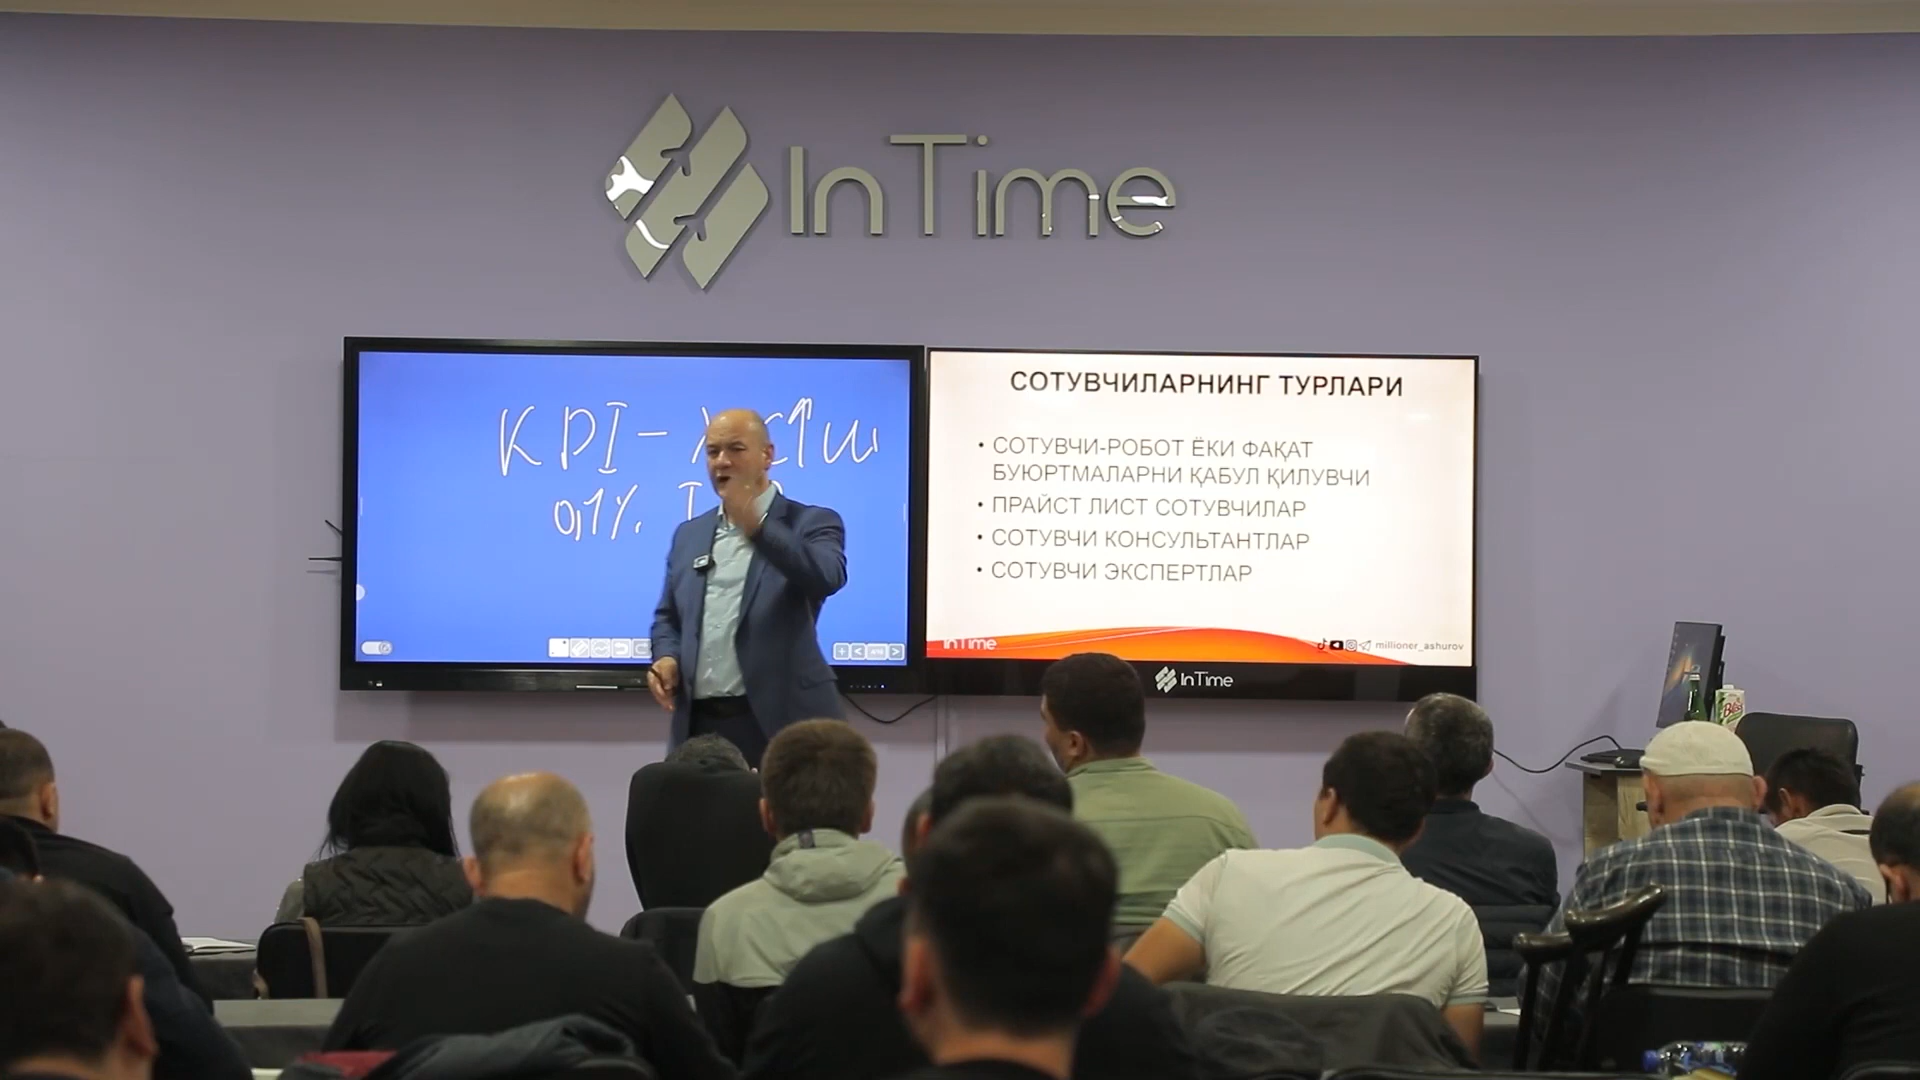 InTime
KPI -
0,1%.
СОТУВЧИЛАРНИНГ ТУРЛАРИ
• СОТУВЧИ-РОБОТ ЁКИ ФАҚАТ
БУЮРТМАЛАРНИ ҚАБУЛ ҚИЛУВЧИ
• ПРАЙСТ ЛИСТ СОТУВЧИЛАР
• СОТУВЧИ КОНСУЛЬТАНТЛАР
• СОТУВЧИ ЭКСПЕРТЛАР
InTime
millioner_ashurov
InTime
Bliss